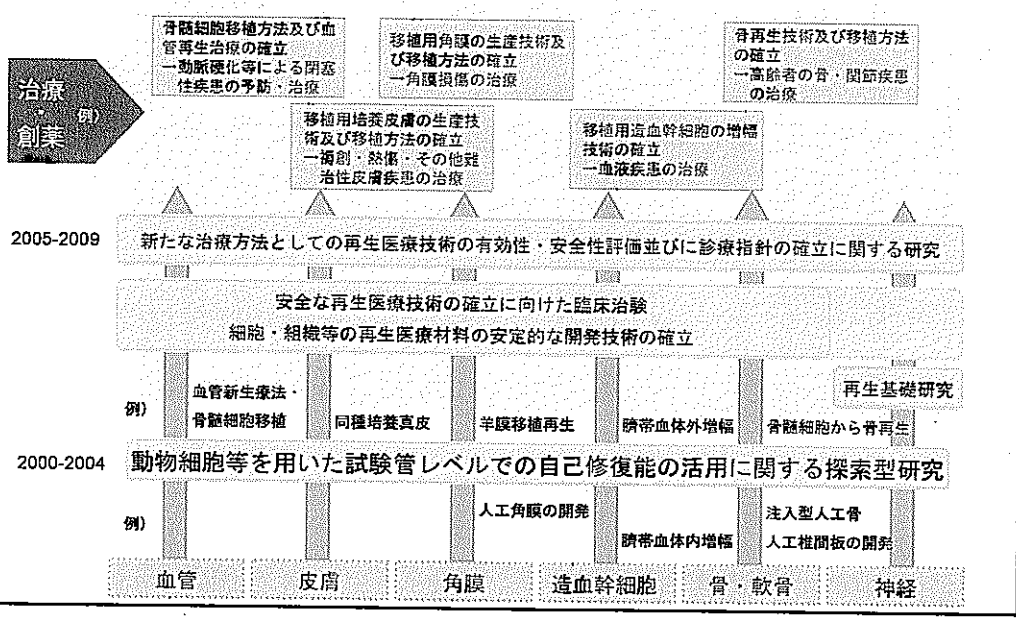 骨髄細胞移植方法及び血
管再生治療の確立
→動脈硬化等による閉塞
性疾患の予防・治療
移植用角膜の生産技術及
び移植方法の確立
→角膜損傷の治療
骨再生技術及び移植方法
の確立
→高齢者の骨・関節疾患
の治療
治療
・
創薬
例)
移植用培養皮膚の生産技
術及び移植方法の確立
→褥創・熱傷・その他難
治性皮膚疾患の治療
移植用造血幹細胞の増幅
技術の確立
→血液疾患の治療
2005-2009
新たな治療方法としての再生医療技術の有効性・安全性評価並びに診療指針の確立に関する研究
安全な再生医療技術の確立に向けた臨床治験
細胞・組織等の再生医療材料の安定的な開発技術の確立
再生基礎研究
例)
血管新生療法・
骨髄細胞移植
同種培養真皮
羊膜移植再生
臍帯血体外増幅
骨髄細胞から骨再生
2000-2004
動物細胞等を用いた試験管レベルでの自己修復能の活用に関する探索型研究
例)
人工角膜の開発
臍帯血体内増幅
注入型人工骨
人工椎間板の開発
血管
皮膚
角膜
造血幹細胞
骨・軟骨
神経